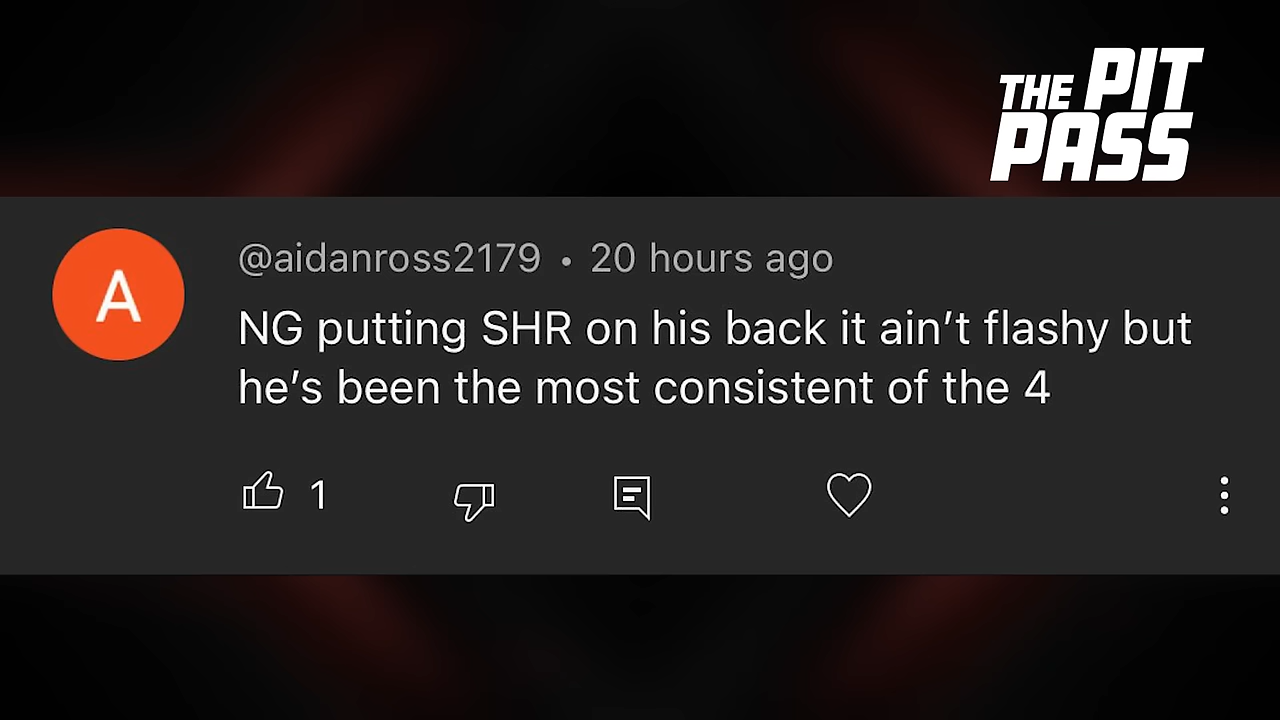 THE PIT
PASS
@aidanross2179 • 20 hours ago
A
NG putting SHR on his back it ain’t flashy but
he’s been the most consistent of the 4
1